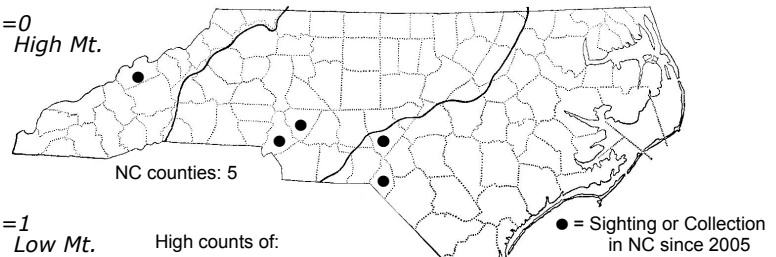 =0
High Mt.
NC counties: 5
=1
Low Mt.
High counts of:
● = Sighting or Collection
in NC since 2005